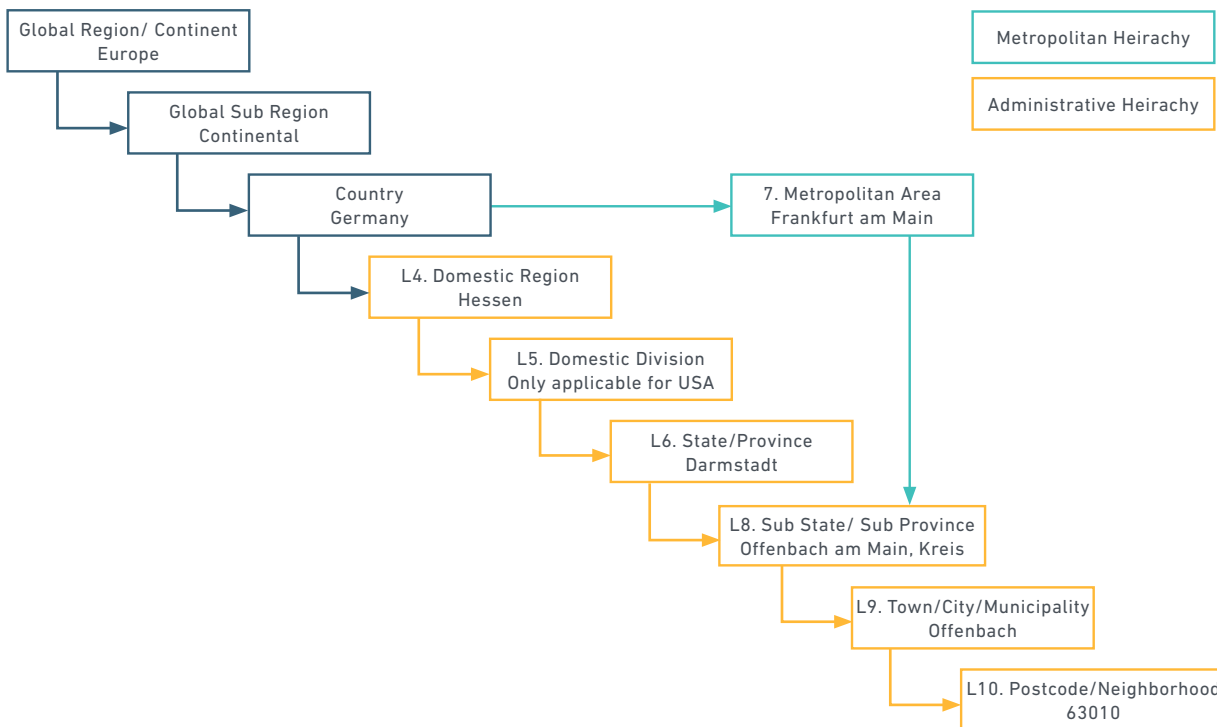 Global Region/ Continent
Europe
Metropolitan Heirachy
Administrative Heirachy
Global Sub Region
Continental
Country
Germany
7. Metropolitan Area
Frankfurt am Main
L4. Domestic Region
Hessen
L5. Domestic Division
Only applicable for USA
L6. State/Province
Darmstadt
L8. Sub State/ Sub Province
Offenbach am Main, Kreis
L9. Town/City/Municipality
Offenbach
L10. Postcode/Neighborhood
63010